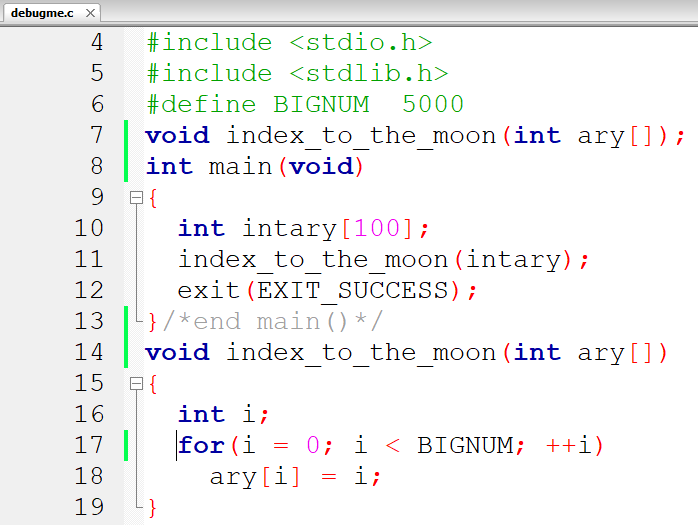 debugme.c
4 #include <stdio.h>
5 #include <stdlib.h>
6 #define BIGNUM  5000
7 void index_to_the_moon(int ary[]);
8 int main(void)
9 {
10   int intary[100];
11   index_to_the_moon(intary);
12   exit(EXIT_SUCCESS);
13 }/*end main()*/
14 void index_to_the_moon(int ary[])
15 {
16   int i;
17   for(i = 0; i < BIGNUM; ++i)
18     ary[i] = i;
19 }